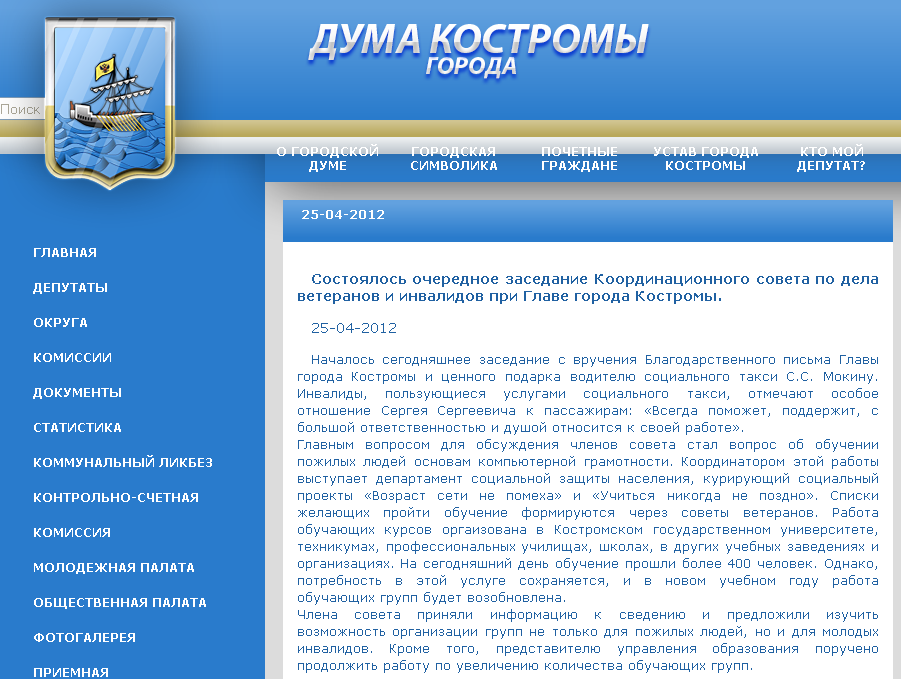 ДУМА КОСТРОМЫ
ГОРОДА
Поиск
О ГОРОДСКОЙ
ДУМЕ
ГОРОДСКАЯ
СИМВОЛИКА
ПОЧЕТНЫЕ
ГРАЖДАНЕ
УСТАВ ГОРОДА
КОСТРОМЫ
КТО МОЙ
ДЕПУТАТ?
ГЛАВНАЯ
ДЕПУТАТЫ
ОКРУГА
КОМИССИИ
ДОКУМЕНТЫ
СТАТИСТИКА
КОММУНАЛЬНЫЙ ЛИКБЕЗ
КОНТРОЛЬНО-СЧЕТНАЯ
КОМИССИЯ
МОЛОДЕЖНАЯ ПАЛАТА
ОБЩЕСТВЕННАЯ ПАЛАТА
ФОТОГАЛЕРЕЯ
ПРИЕМНАЯ
25-04-2012
Состоялось очередное заседание Координационного совета по дела
ветеранов и инвалидов при Главе города Костромы.
25-04-2012
Началось сегодняшнее заседание с вручения Благодарственного письма Главы
города Костромы и ценного подарка водителю социального такси С.С. Мокину.
Инвалиды, пользующиеся услугами социального такси, отмечают особое
отношение Сергея Сергеевича к пассажирам: «Всегда поможет, поддержит, с
большой ответственностью и душой относится к своей работе».
Главным вопросом для обсуждения членов совета стал вопрос об обучении
пожилых людей основам компьютерной грамотности. Координатором этой работы
выступает департамент социальной защиты населения, курирующий социальный
проекты «Возраст сети не помеха» и «Учиться никогда не поздно». Списки
желающих пройти обучение формируются через советы ветеранов. Работа
обучающих курсов оргаизована в Костромском государственном университете,
техникумах, профессиональных училищах, школах, в других учебных заведениях и
организациях. На сегодняшний день обучение прошли более 400 человек. Однако,
потребность в этой услуге сохраняется, и в новом учебном году работа
обучающих групп будет возобновлена.
Члена совета приняли информацию к сведению и предложили изучить
возможность организации групп не только для пожилых людей, но и для молодых
инвалидов. Кроме того, представителю управления образования поручено
продолжить работу по увеличению количества обучающих групп.